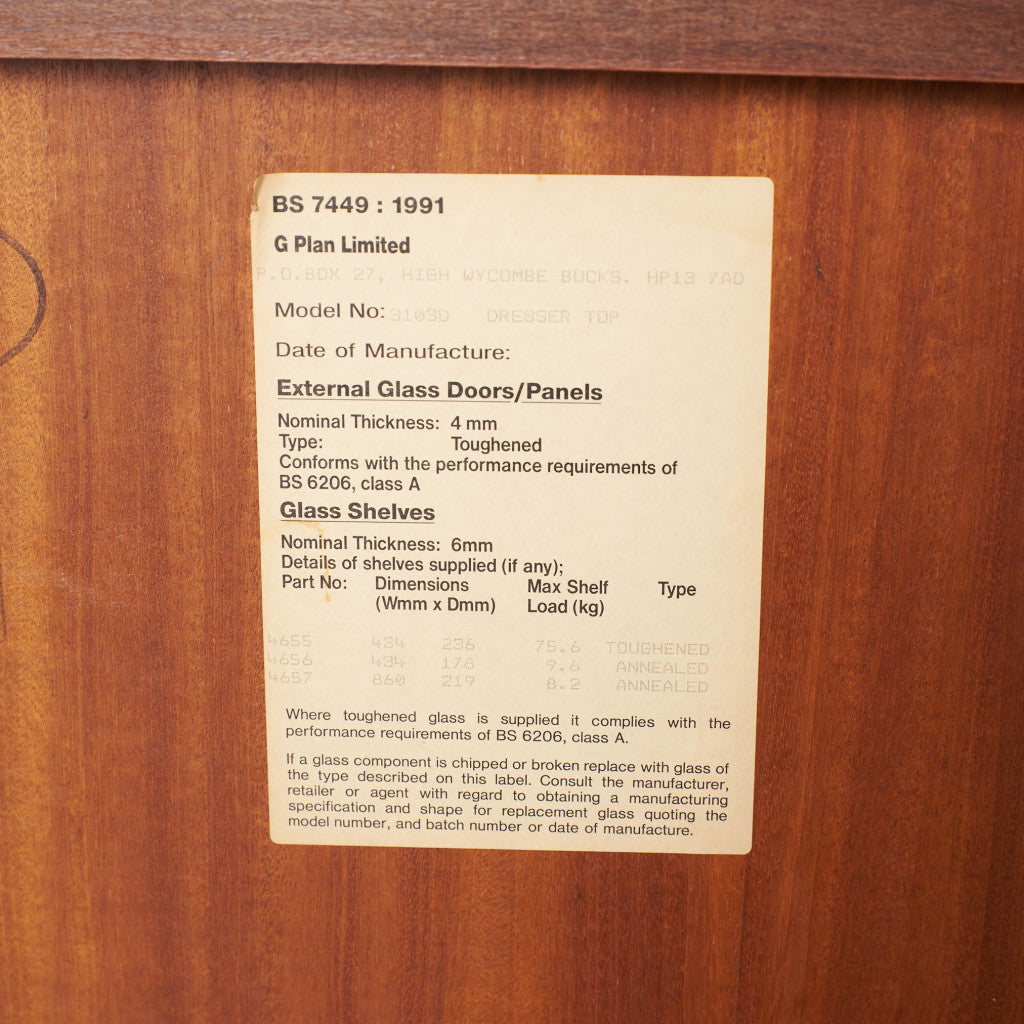 BS 7449 : 1991
G Plan Limited
P.O.BOX 27, HIGH WYCOMBE BUCKS. HP13 7AD
Model No: 3103D DRESSER TOP
Date of Manufacture:
External Glass Doors/Panels
Nominal Thickness: 4 mm
Type: Toughened
Conforms with the performance requirements of
BS 6206, class A
Glass Shelves
Nominal Thickness: 6mm
Details of shelves supplied (if any);
Part No: Dimensions Max Shelf Type
(Wmm x Dmm) Load (kg)
4655 434 236 75.6 TOUGHENED
4656 434 178 9.6 ANNEALED
4657 860 219 8.2 ANNEALED
Where toughened glass is supplied it complies with the
performance requirements of BS 6206, class A.
If a glass component is chipped or broken replace with glass of
the type described on this label. Consult the manufacturer,
retailer or agent with regard to obtaining a manufacturing
specification and shape for replacement glass quoting the
model number, and batch number or date of manufacture.